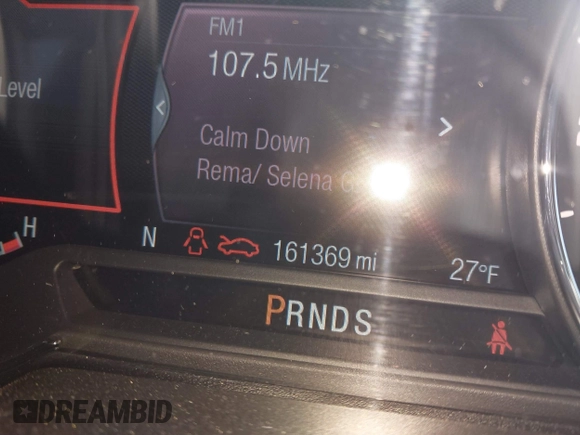 Level
FM1
107.5 MHz
Calm Down
Rema/ Selena
H
N
161369 mi
27°F
PRNDS
DREAMBID